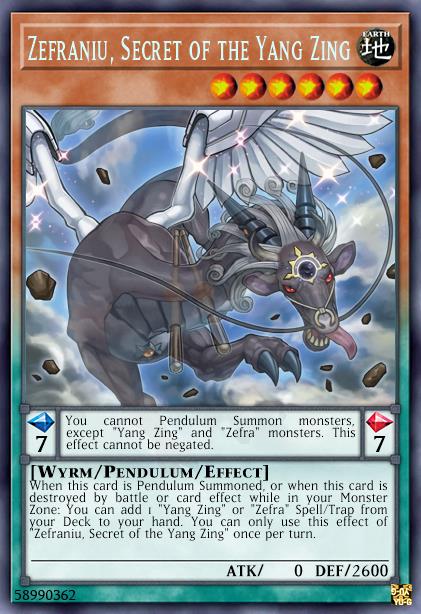 Zefraniu, Secret of the Yang Zing
EARTH
地
You cannot Pendulum Summon monsters,
except "Yang Zing" and "Zefra" monsters. This
effect cannot be negated.
7
7
[Wyrm/Pendulum/Effect]
When this card is Pendulum Summoned, or when this card is
destroyed by battle or card effect while in your Monster
Zone: You can add 1 "Yang Zing" or "Zefra" Spell/Trap from
your Deck to your hand. You can only use this effect of
"Zefraniu, Secret of the Yang Zing" once per turn.
ATK/ 0 DEF/2600
58990362